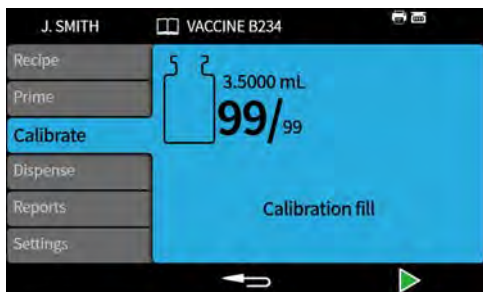 J. SMITH
VACCINE B234
Recipe
Prime
Calibrate
Dispense
Reports
Settings
3.5000 mL
99/99
Calibration fill